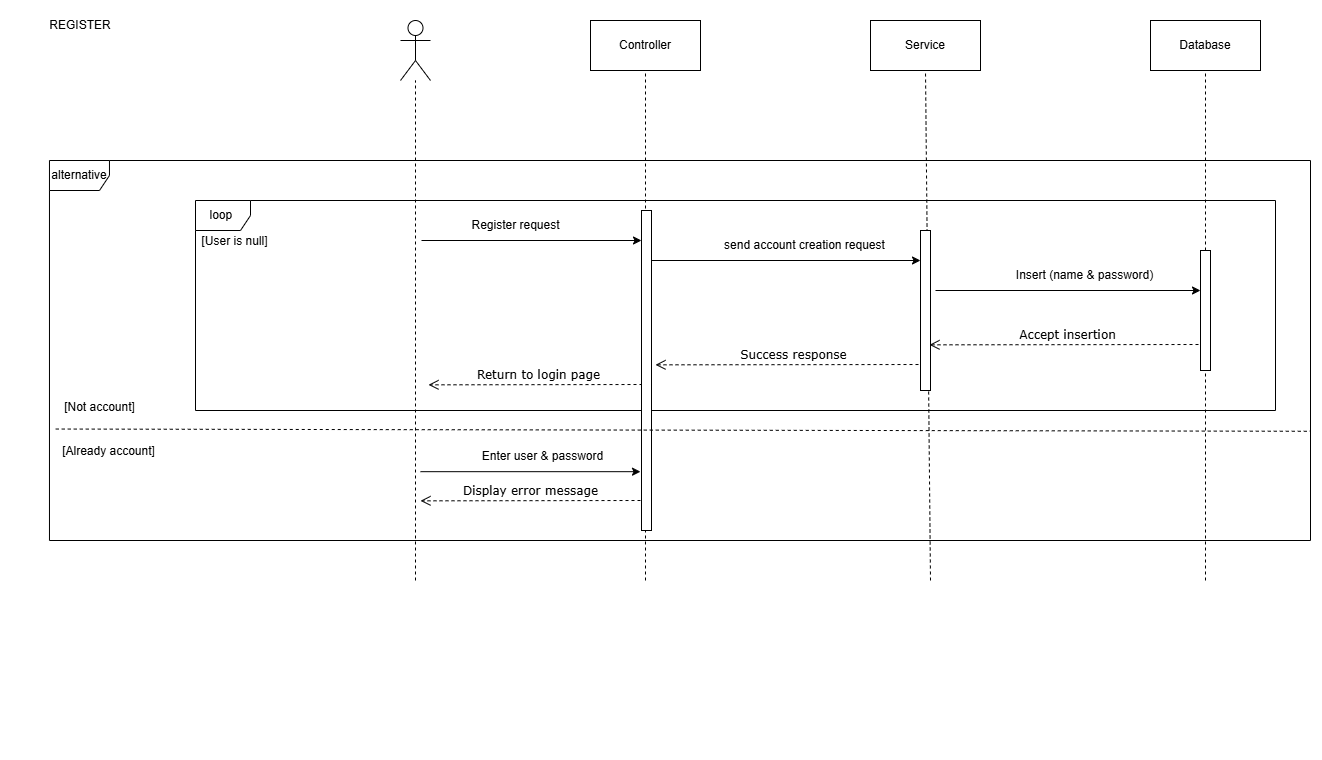 REGISTER
Controller
Service
Database
alternative
loop
[User is null]
Register request
send account creation request
Insert (name & password)
Accept insertion
Success response
Return to login page
[Not account]
[Already account]
Enter user & password
Display error message